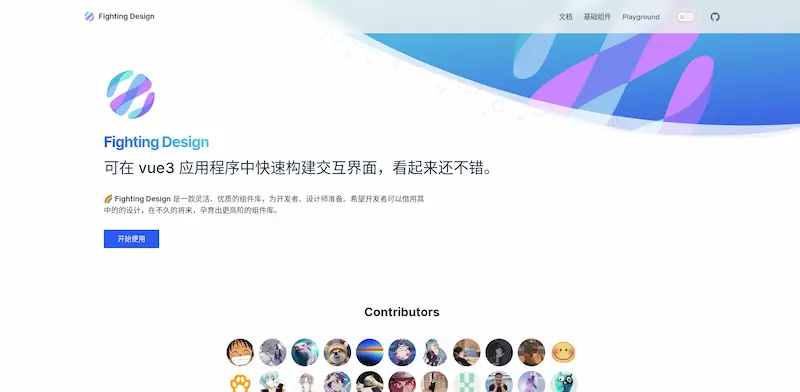 Fighting Design
文档
基础组件
Playground
Fighting Design
可在 vue3 应用程序中快速构建交互界面，看起来还不错。
🌈 Fighting Design 是一款灵活、优质的组件库，为开发者、设计师准备。希望开发者可以借用其
中的的设计，在不久的将来，孕育出更高阶的组件库。
开始使用
Contributors